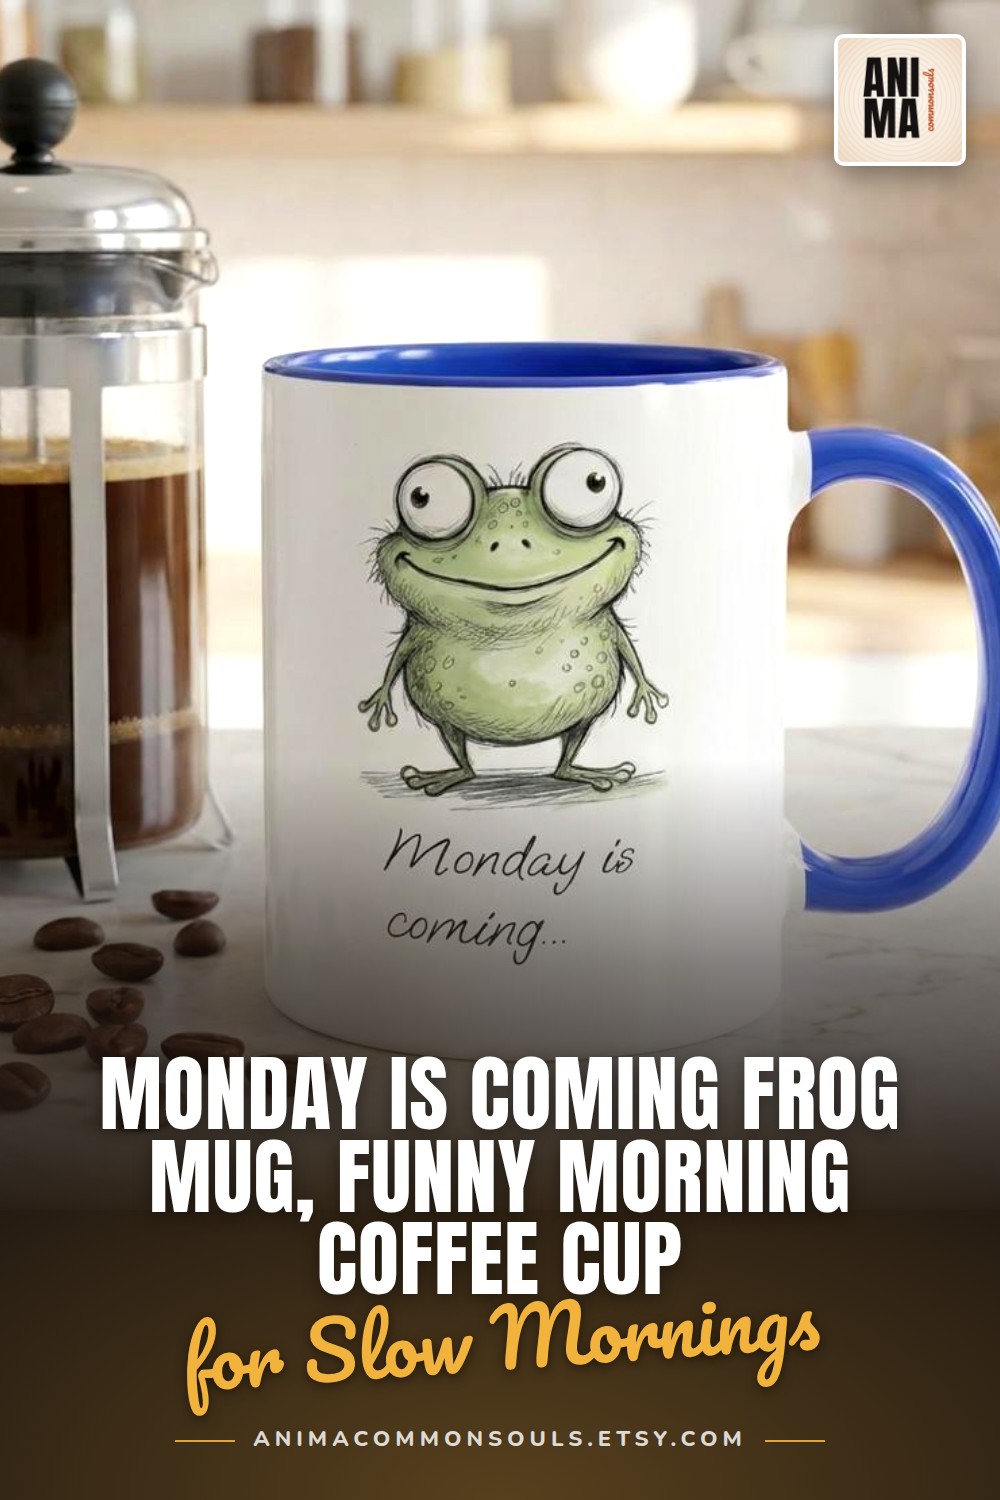 ANI
MA
commonsouls
Monday is
coming...
MONDAY IS COMING FROG
MUG, FUNNY MORNING
COFFEE CUP
for Slow Mornings
ANIMACOMMONSOULS.ETSY.COM